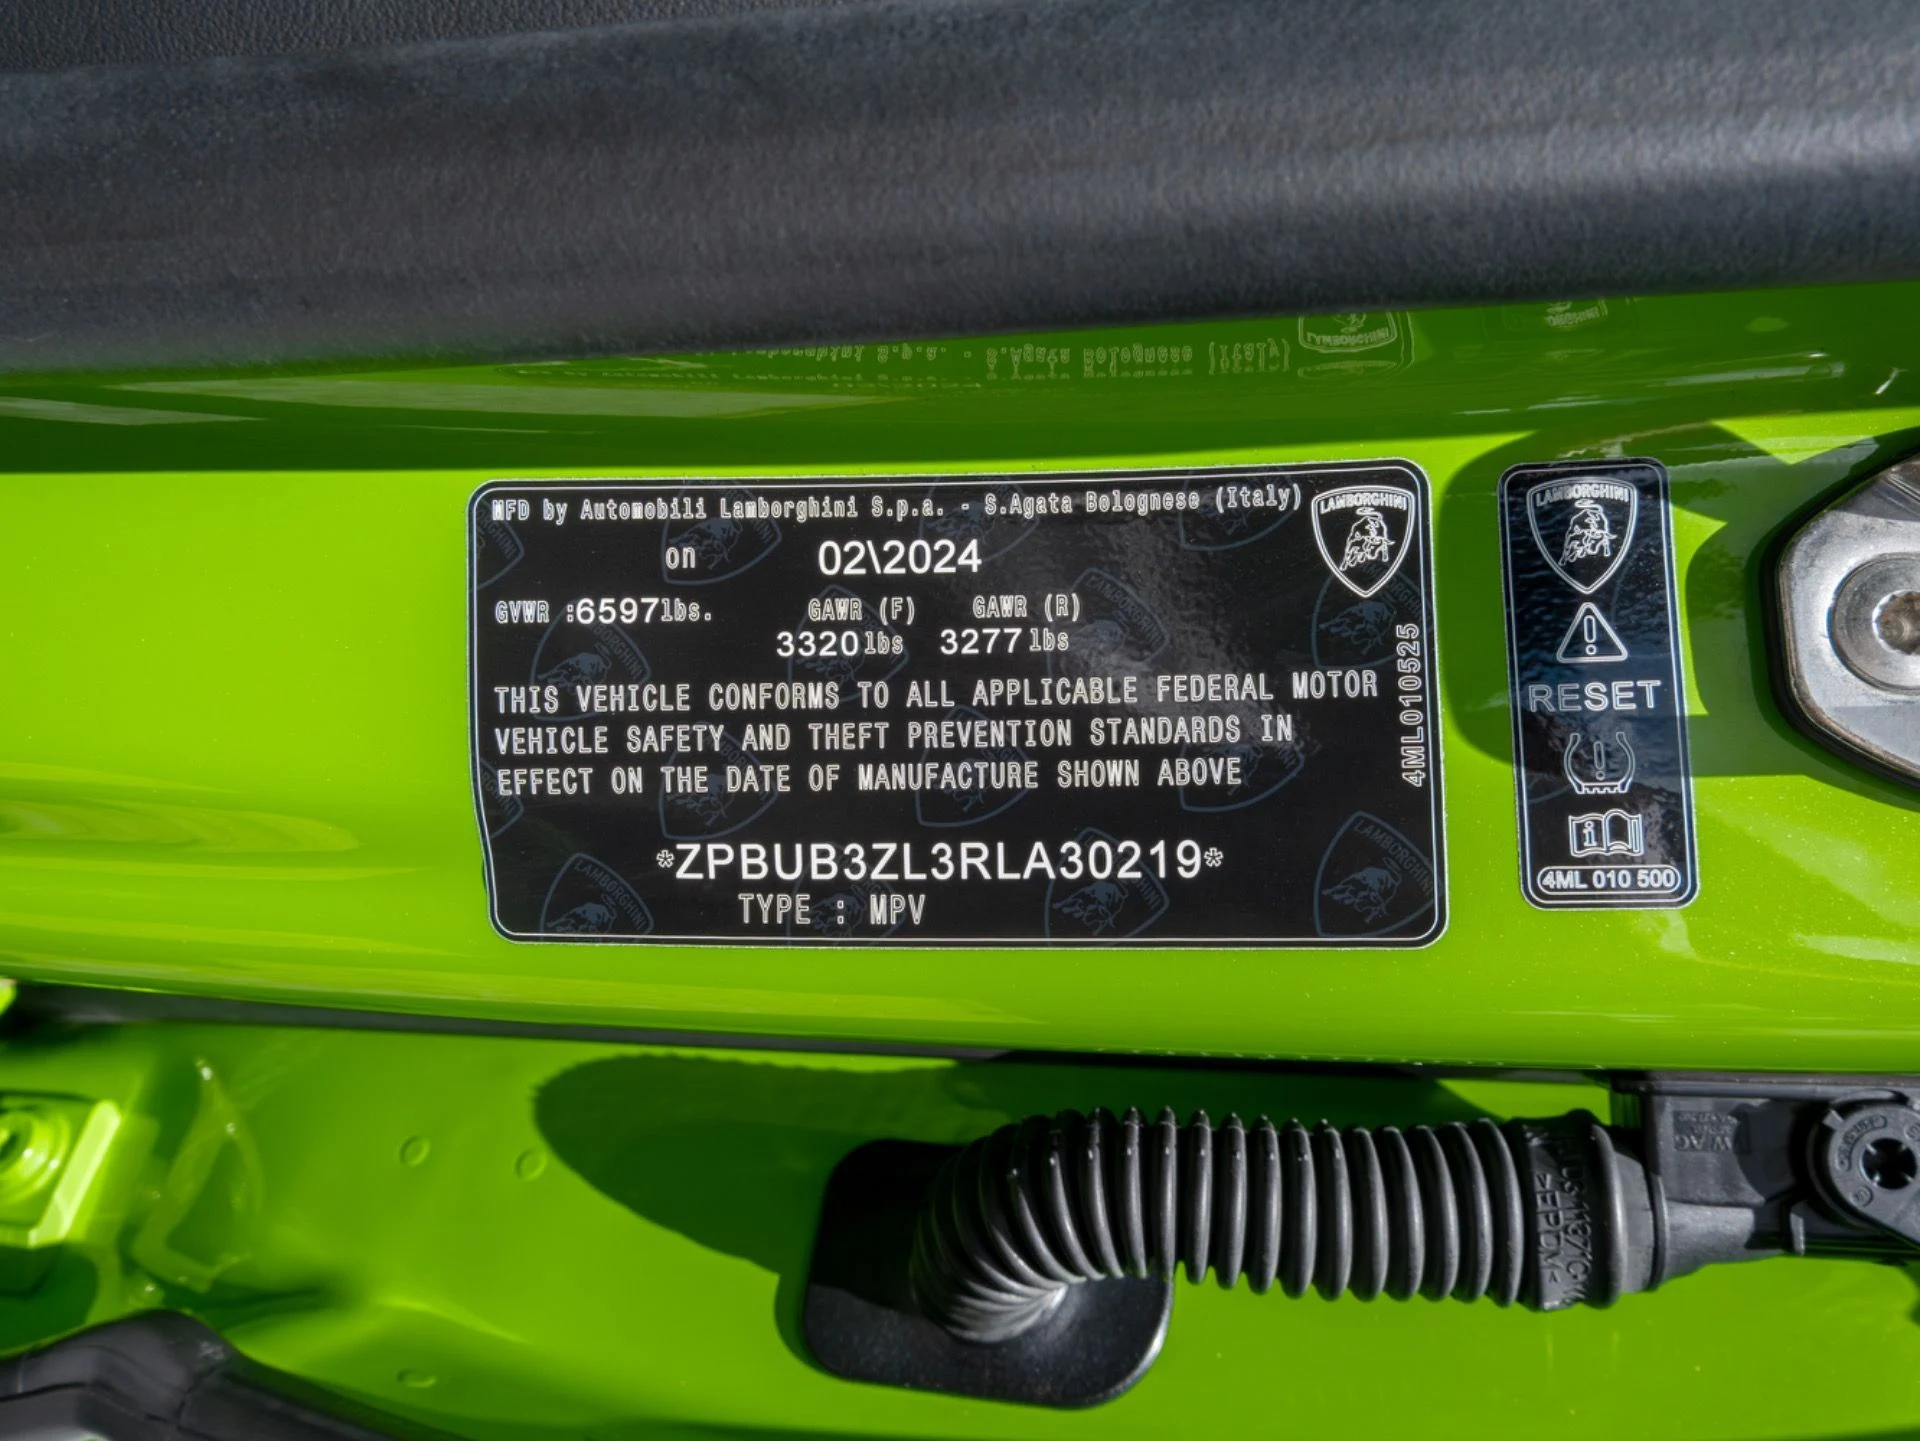 MFD by Automobili Lamborghini S.p.a. - S.Agata Bolognese (Italy)
on 02\2024
GVWR :6597lbs. GAWR (F) GAWR (R)
3320lbs 3277lbs
THIS VEHICLE CONFORMS TO ALL APPLICABLE FEDERAL MOTOR
VEHICLE SAFETY AND THEFT PREVENTION STANDARDS IN
EFFECT ON THE DATE OF MANUFACTURE SHOWN ABOVE
*ZPBUB3ZL3RLA30219*
TYPE : MPV
4ML010525
LAMBORGHINI
LAMBORGHINI
RESET
4ML 010 500